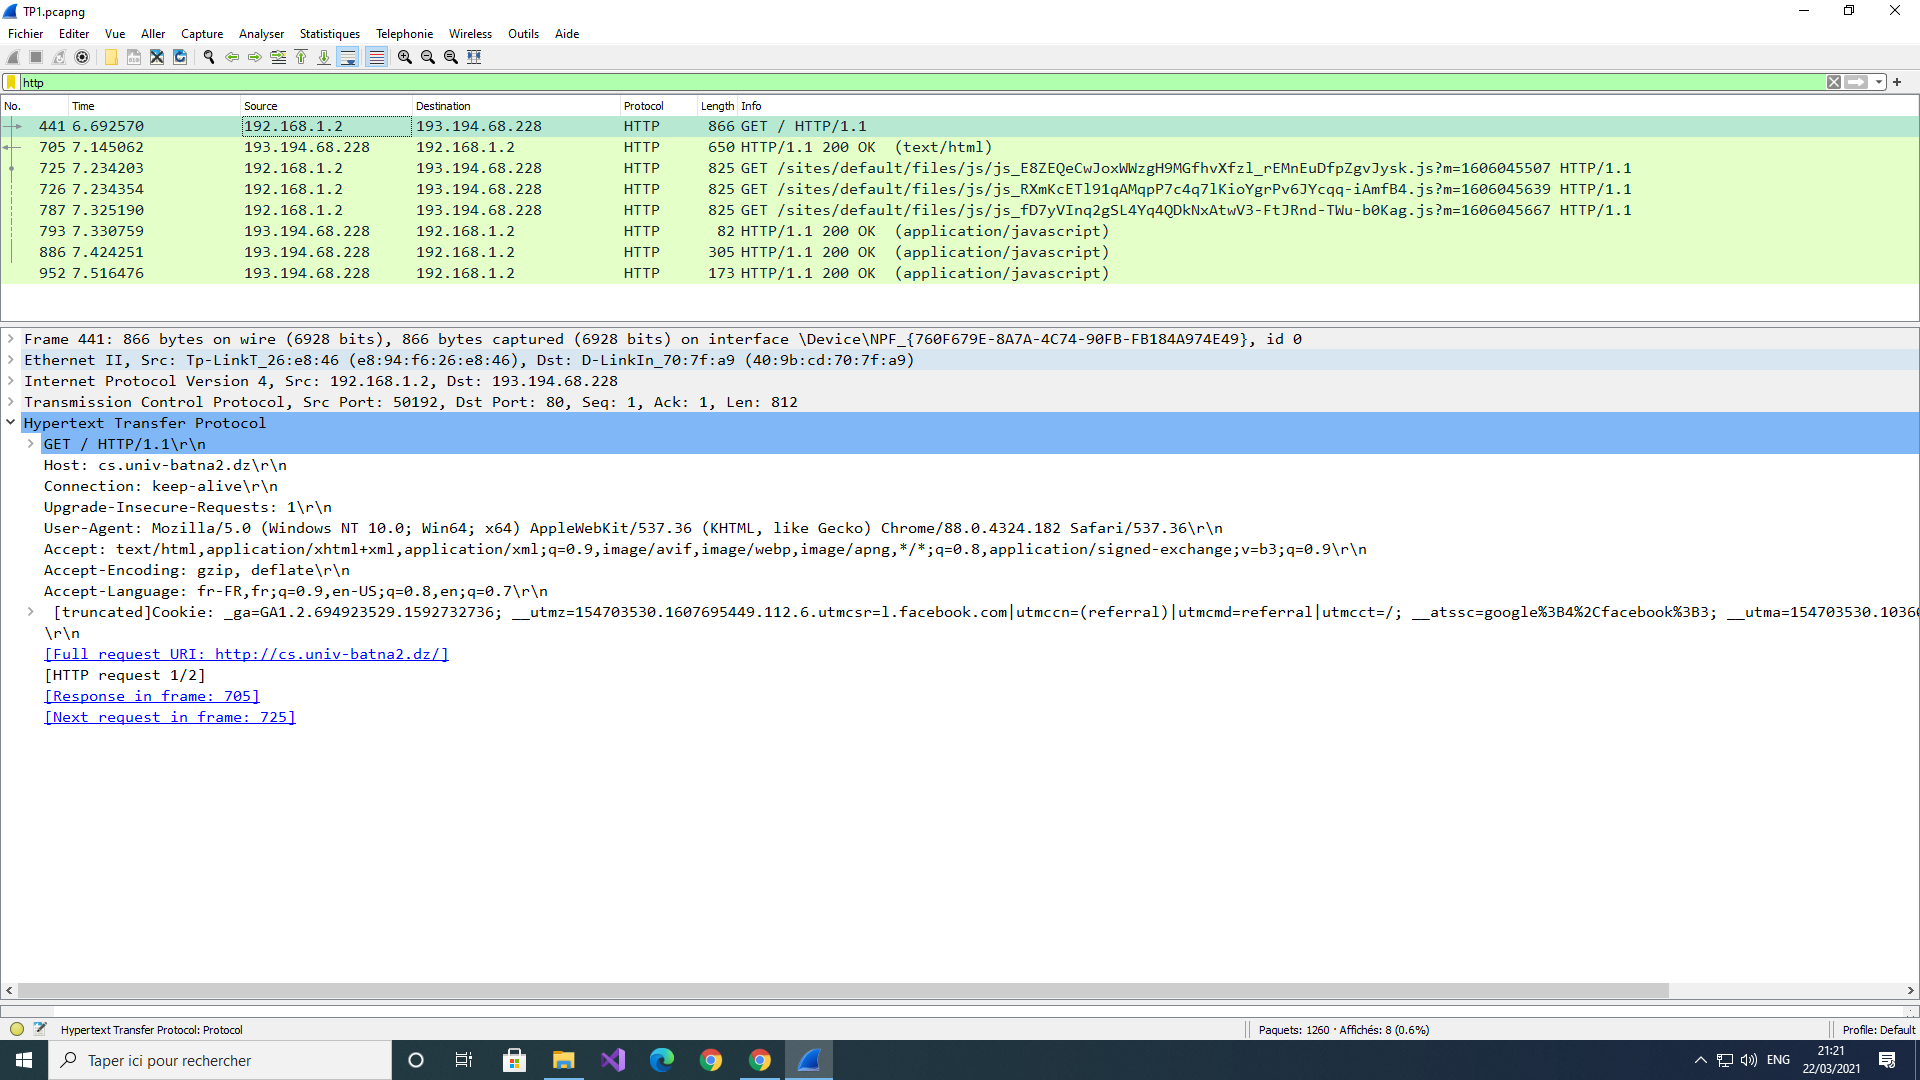 TP1.pcapng
Fichier Editer Vue Aller Capture Analyser Statistiques Telephonie Wireless Outils Aide
http
No. Time Source Destination Protocol Length Info
441 6.692570 192.168.1.2 193.194.68.228 HTTP 866 GET / HTTP/1.1
705 7.145062 193.194.68.228 192.168.1.2 HTTP 650 HTTP/1.1 200 OK (text/html)
725 7.234203 192.168.1.2 193.194.68.228 HTTP 825 GET /sites/default/files/js/js_E8ZEQeCwJoxWWzgH9MGfhvXfzl_rEMnEuDfpZgvJysk.js?m=1606045507 HTTP/1.1
726 7.234354 192.168.1.2 193.194.68.228 HTTP 825 GET /sites/default/files/js/js_RXmKcETl91qAMqpP7c4q7lKioYgrPv6JYcqq-iAmfB4.js?m=1606045639 HTTP/1.1
787 7.325190 192.168.1.2 193.194.68.228 HTTP 825 GET /sites/default/files/js/js_fD7yVInq2gSL4Yq4QDkNxAtwV3-FtJRnd-TWu-b0Kag.js?m=1606045667 HTTP/1.1
793 7.330759 193.194.68.228 192.168.1.2 HTTP 82 HTTP/1.1 200 OK (application/javascript)
886 7.424251 193.194.68.228 192.168.1.2 HTTP 305 HTTP/1.1 200 OK (application/javascript)
952 7.516476 193.194.68.228 192.168.1.2 HTTP 173 HTTP/1.1 200 OK (application/javascript)
Frame 441: 866 bytes on wire (6928 bits), 866 bytes captured (6928 bits) on interface \Device\NPF_{760F679E-8A7A-4C74-90FB-FB184A974E49}, id 0
Ethernet II, Src: Tp-LinkT_26:e8:46 (e8:94:f6:26:e8:46), Dst: D-LinkIn_70:7f:a9 (40:9b:cd:70:7f:a9)
Internet Protocol Version 4, Src: 192.168.1.2, Dst: 193.194.68.228
Transmission Control Protocol, Src Port: 50192, Dst Port: 80, Seq: 1, Ack: 1, Len: 812
Hypertext Transfer Protocol
GET / HTTP/1.1\r\n
Host: cs.univ-batna2.dz\r\n
Connection: keep-alive\r\n
Upgrade-Insecure-Requests: 1\r\n
User-Agent: Mozilla/5.0 (Windows NT 10.0; Win64; x64) AppleWebKit/537.36 (KHTML, like Gecko) Chrome/88.0.4324.182 Safari/537.36\r\n
Accept: text/html,application/xhtml+xml,application/xml;q=0.9,image/avif,image/webp,image/apng,*/*;q=0.8,application/signed-exchange;v=b3;q=0.9\r\n
Accept-Encoding: gzip, deflate\r\n
Accept-Language: fr-FR,fr;q=0.9,en-US;q=0.8,en;q=0.7\r\n
[truncated]Cookie: _ga=GA1.2.694923529.1592732736; __utmz=154703530.1607695449.112.6.utmcsr=l.facebook.com|utmccn=(referral)|utmcmd=referral|utmcct=/; __atssc=google%3B4%2Cfacebook%3B3; __utma=154703530.10360
\r\n
[Full request URI: http://cs.univ-batna2.dz/]
[HTTP request 1/2]
[Response in frame: 705]
[Next request in frame: 725]
Hypertext Transfer Protocol: Protocol
Paquets: 1260 · Affichés: 8 (0.6%)
Profile: Default
Taper ici pour rechercher
ENG
21:21
22/03/2021